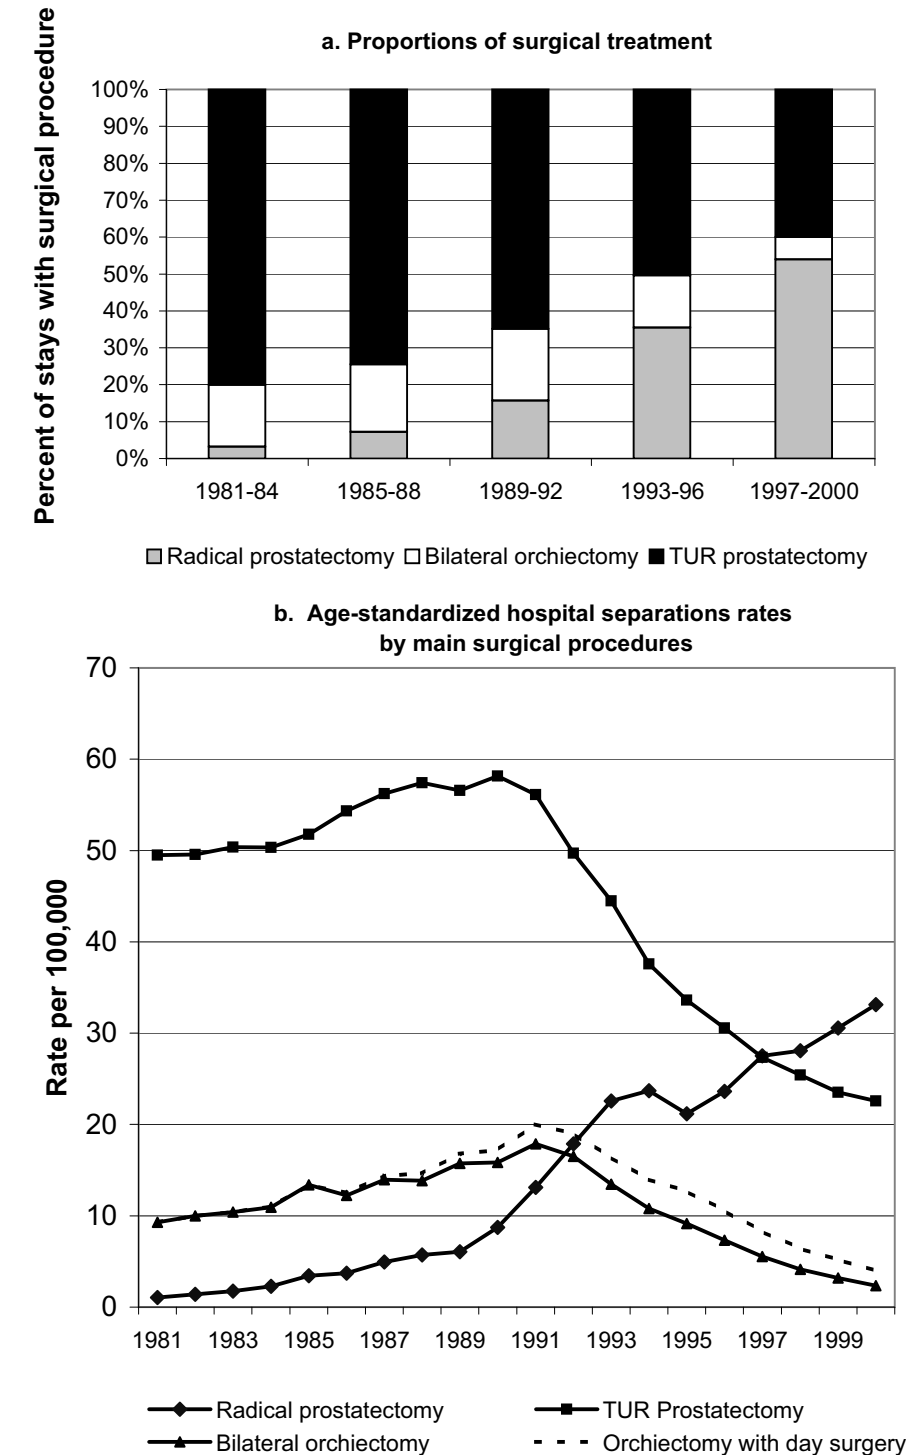 a. Proportions of surgical treatment
Percent of stays with surgical procedure
100%
90%
80%
70%
60%
50%
40%
30%
20%
10%
0%
1981-84 1985-88 1989-92 1993-96 1997-2000
Radical prostatectomy Bilateral orchiectomy TUR prostatectomy
b. Age-standardized hospital separations rates
by main surgical procedures
Rate per 100,000
70
60
50
40
30
20
10
0
1981 1983 1985 1987 1989 1991 1993 1995 1997 1999
Radical prostatectomy TUR Prostatectomy
Bilateral orchiectomy Orchiectomy with day surgery